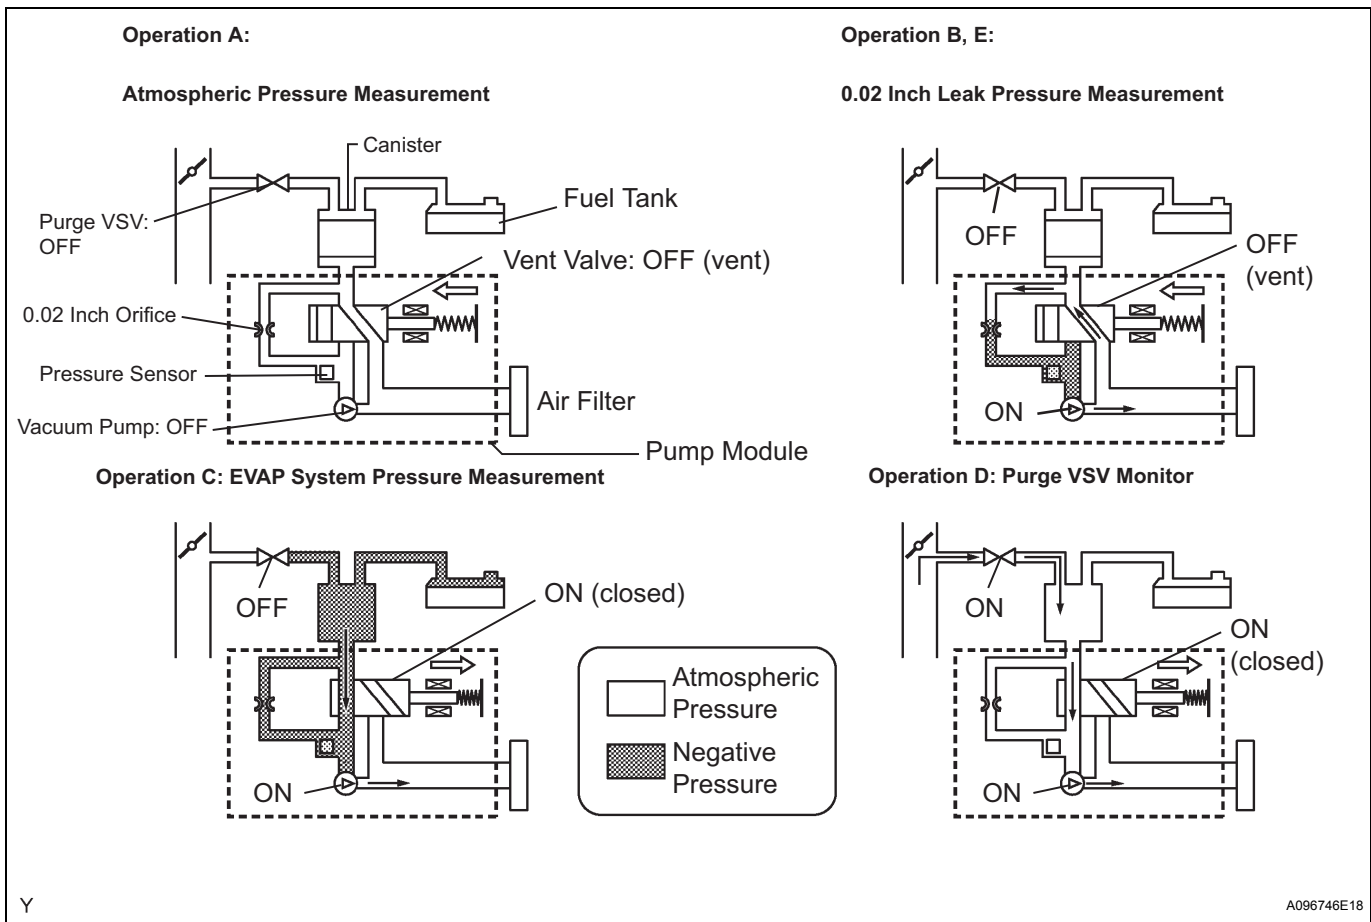 Operation A:
Atmospheric Pressure Measurement
Canister
Fuel Tank
Purge VSV:
OFF
Vent Valve: OFF (vent)
0.02 Inch Orifice
Pressure Sensor
Air Filter
Vacuum Pump: OFF
Pump Module
Operation B, E:
0.02 Inch Leak Pressure Measurement
OFF
OFF
(vent)
ON
Operation C: EVAP System Pressure Measurement
OFF
ON (closed)
ON
Atmospheric
Pressure
Negative
Pressure
Operation D: Purge VSV Monitor
ON
ON
(closed)
ON
Y
A096746E18